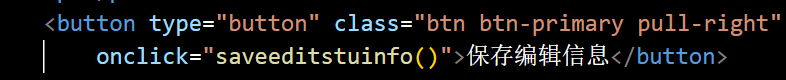 <button type="button" class="btn btn-primary pull-right"
onclick="saveeditstuinfo()">保存编辑信息</button>